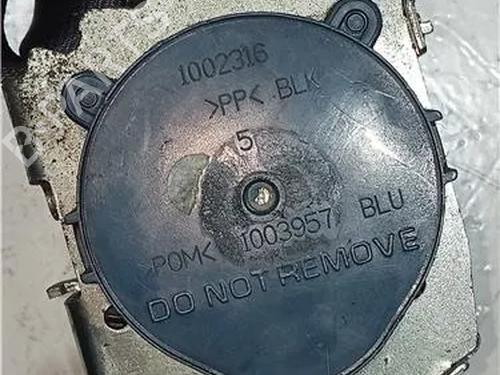 1002316
>PP< BLK
5
>POM< 1003957 BLU
DO NOT REMOVE